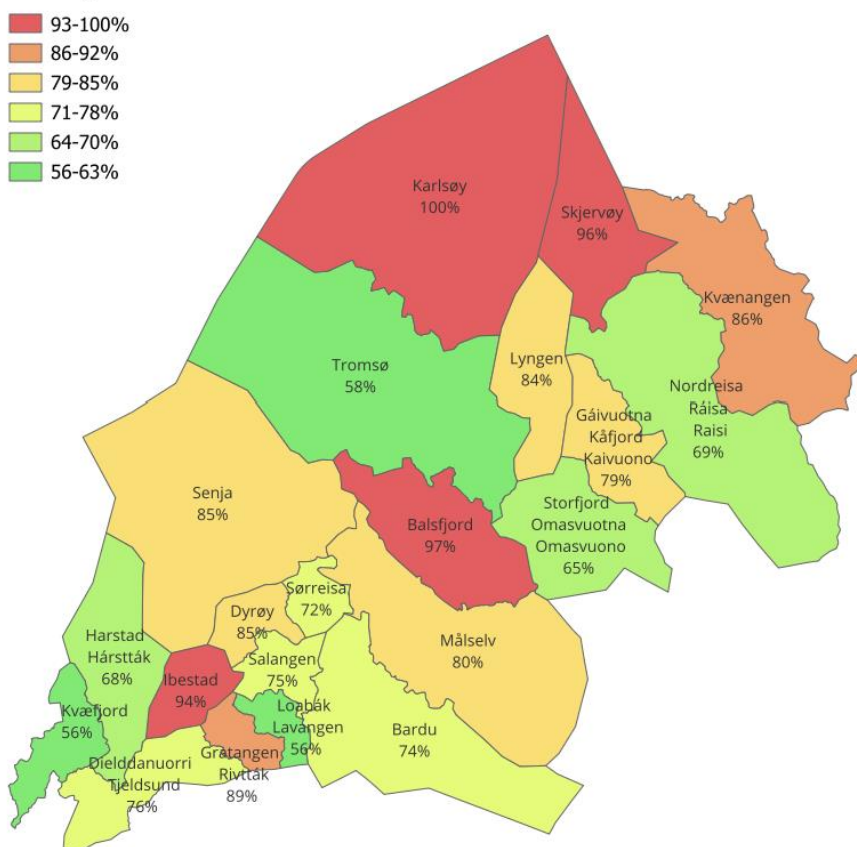 93-100%
86-92%
79-85%
71-78%
64-70%
56-63%
Karlsøy
100%
Skjervøy
96%
Kvænangen
86%
Tromsø
58%
Lyngen
84%
Nordreisa
Ráisa
Raisi
69%
Gáivuotna
Kåfjord
Kaivuono
79%
Senja
85%
Balsfjord
97%
Storfjord
Omasvuotna
Omasvuono
65%
Sørreisa
72%
Dyrøy
85%
Målselv
80%
Harstad
Hárstták
68%
Salangen
75%
Ibestad
94%
Kvæfjord
56%
Loabák
Lavangen
56%
Bardu
74%
Gratangen
Rivtták
89%
Dielddanuorri
Tjeldsund
76%